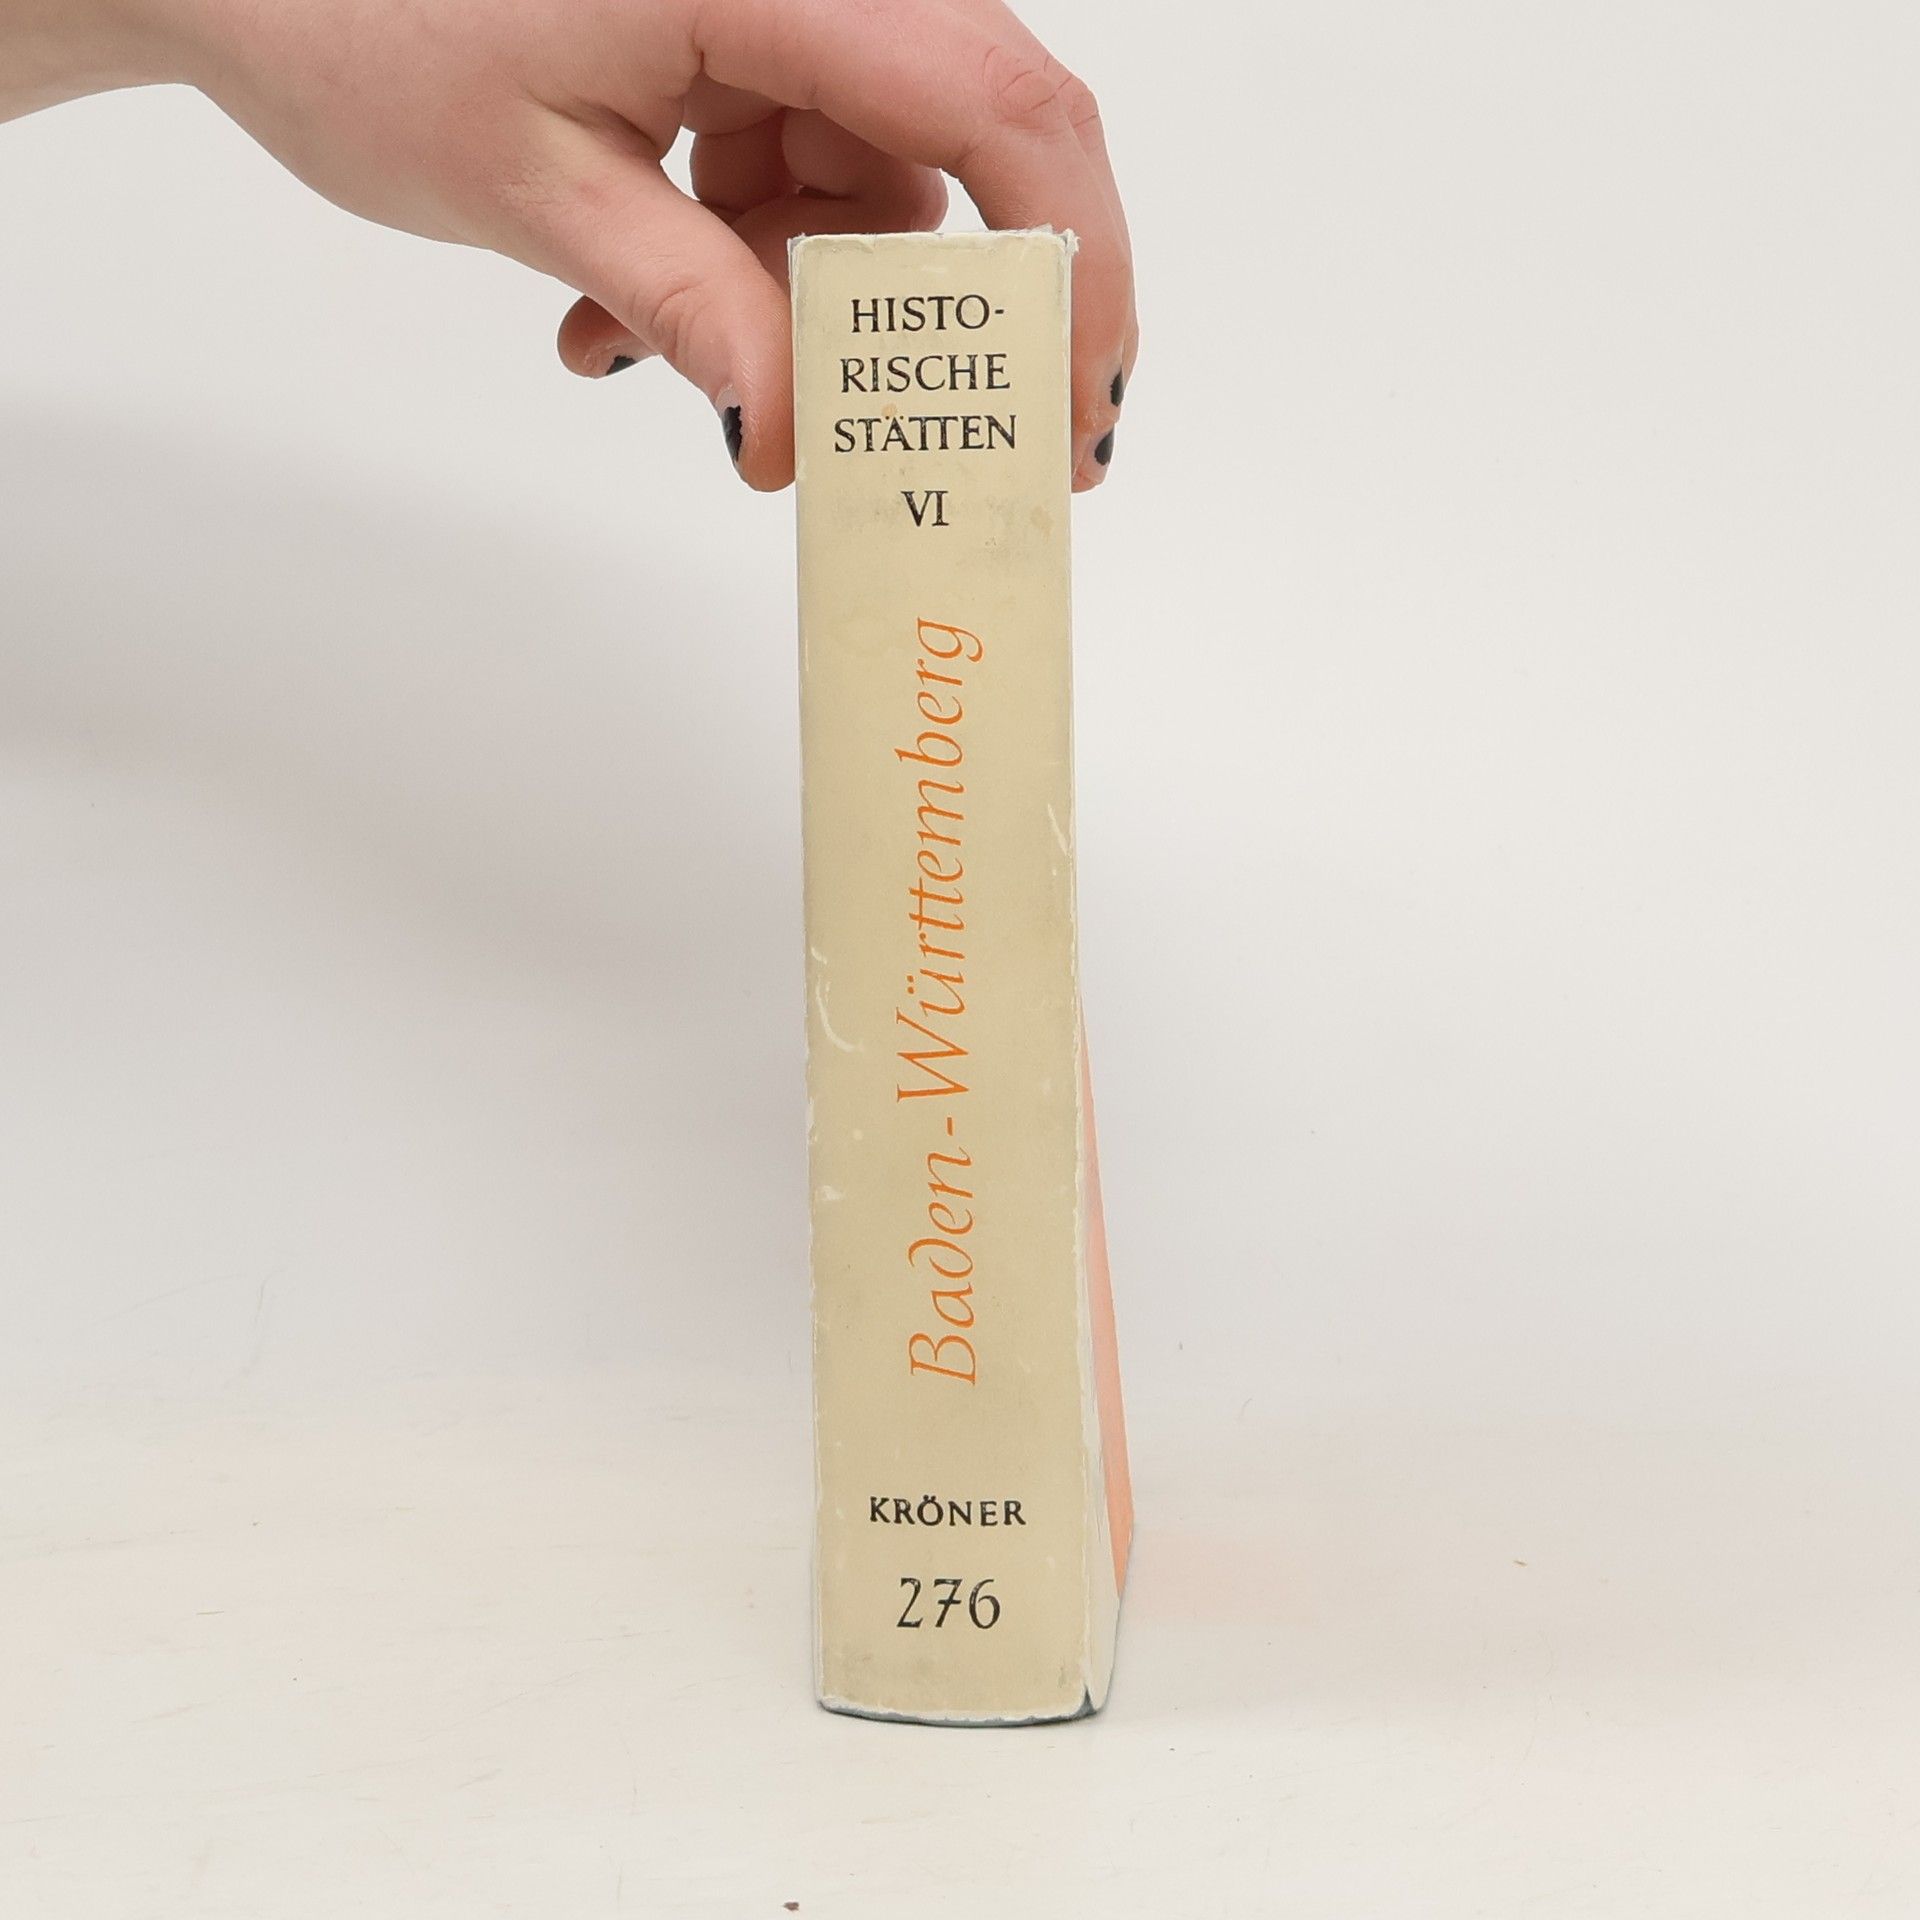 HISTO-
RISCHE
STÄTTEN
VI
Baden-Württemberg
KRÖNER
276